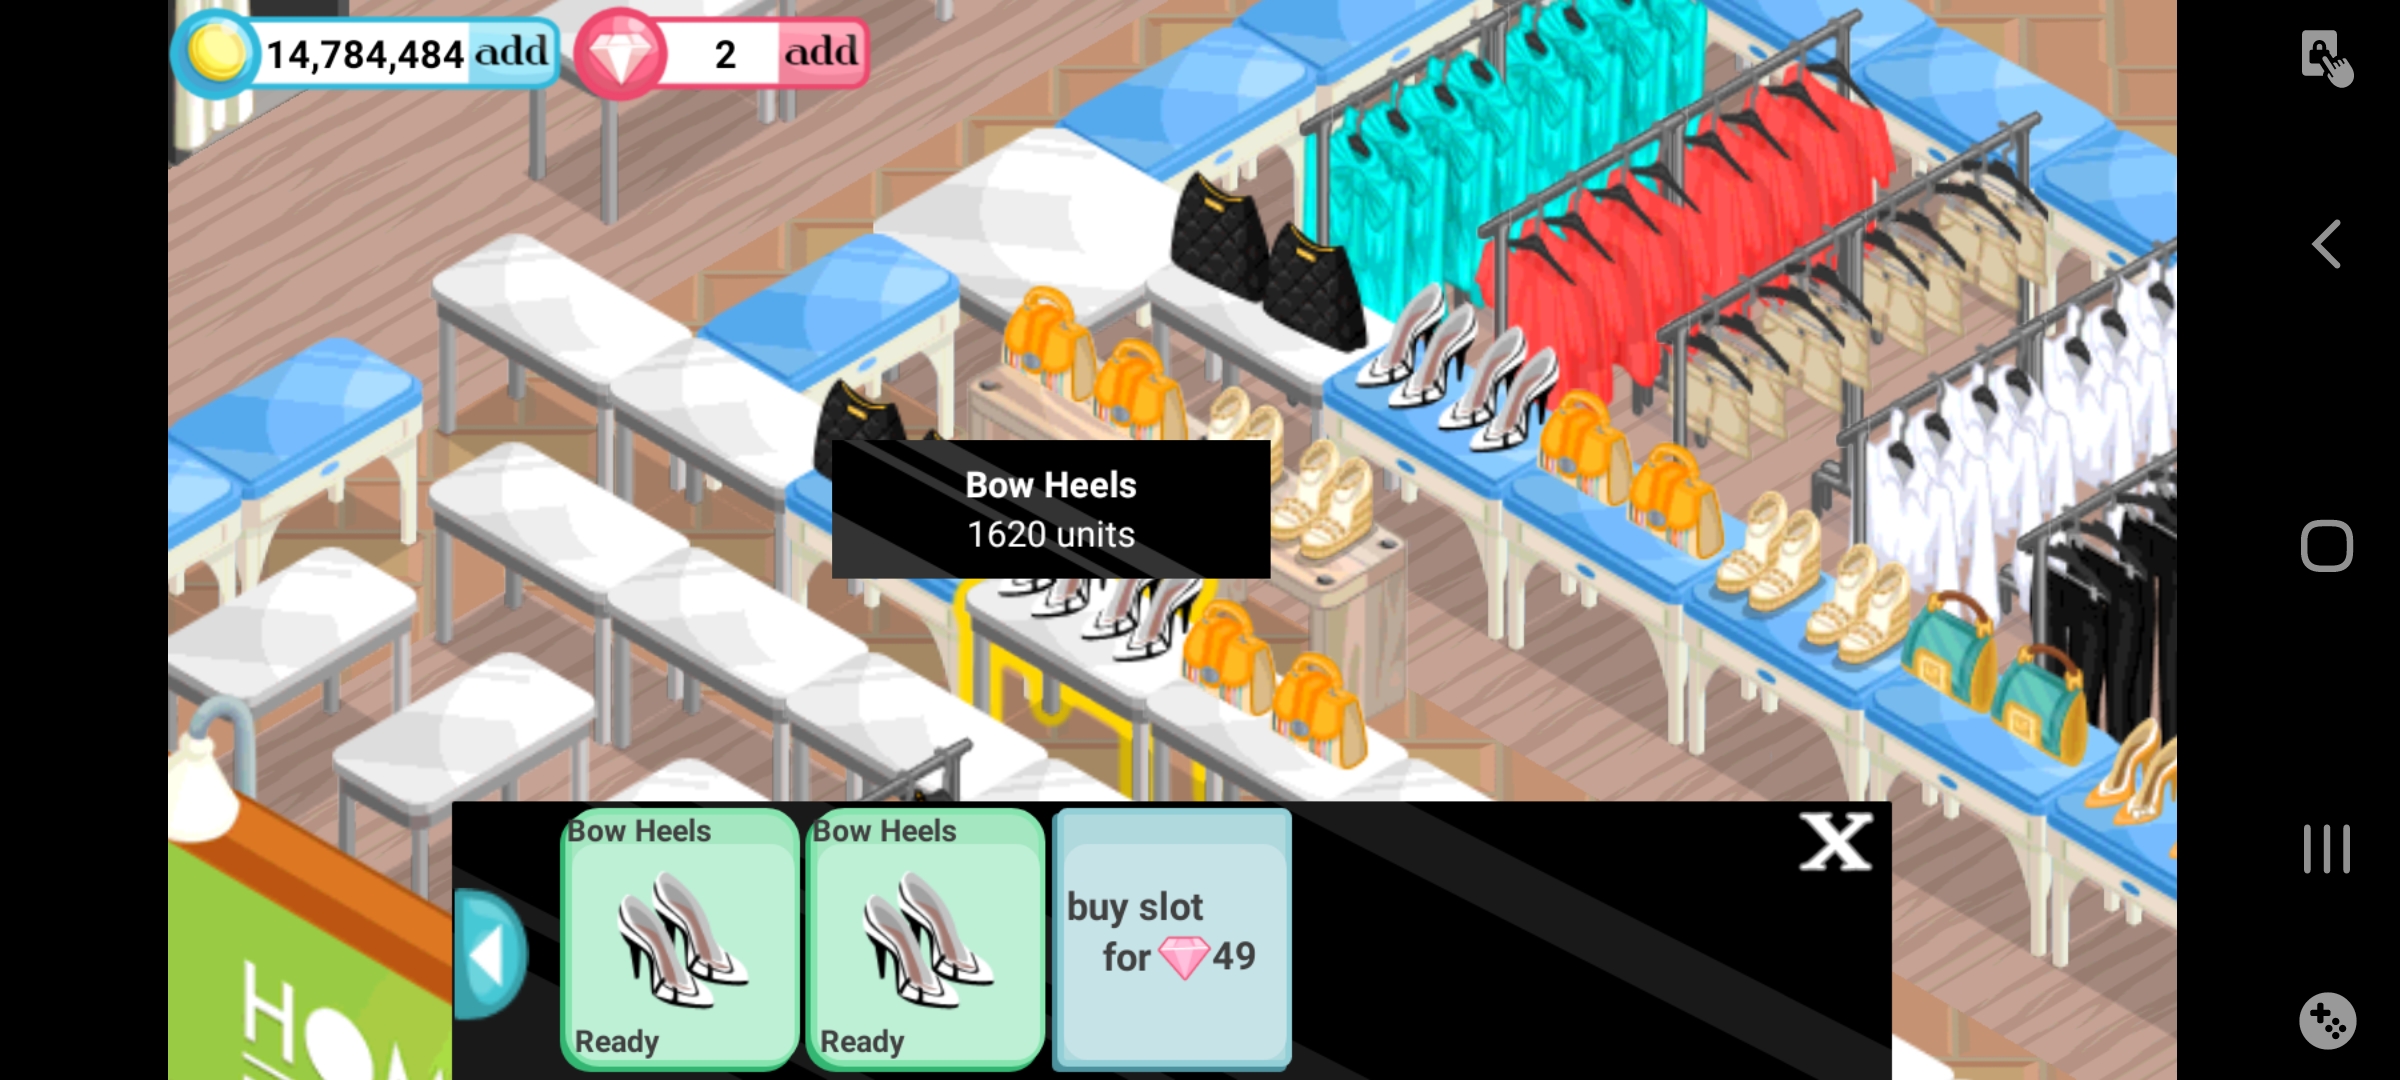 14,784,484 add
2 add
Bow Heels
1620 units
Bow Heels
Ready
Bow Heels
Ready
buy slot
for 49
X
HOM